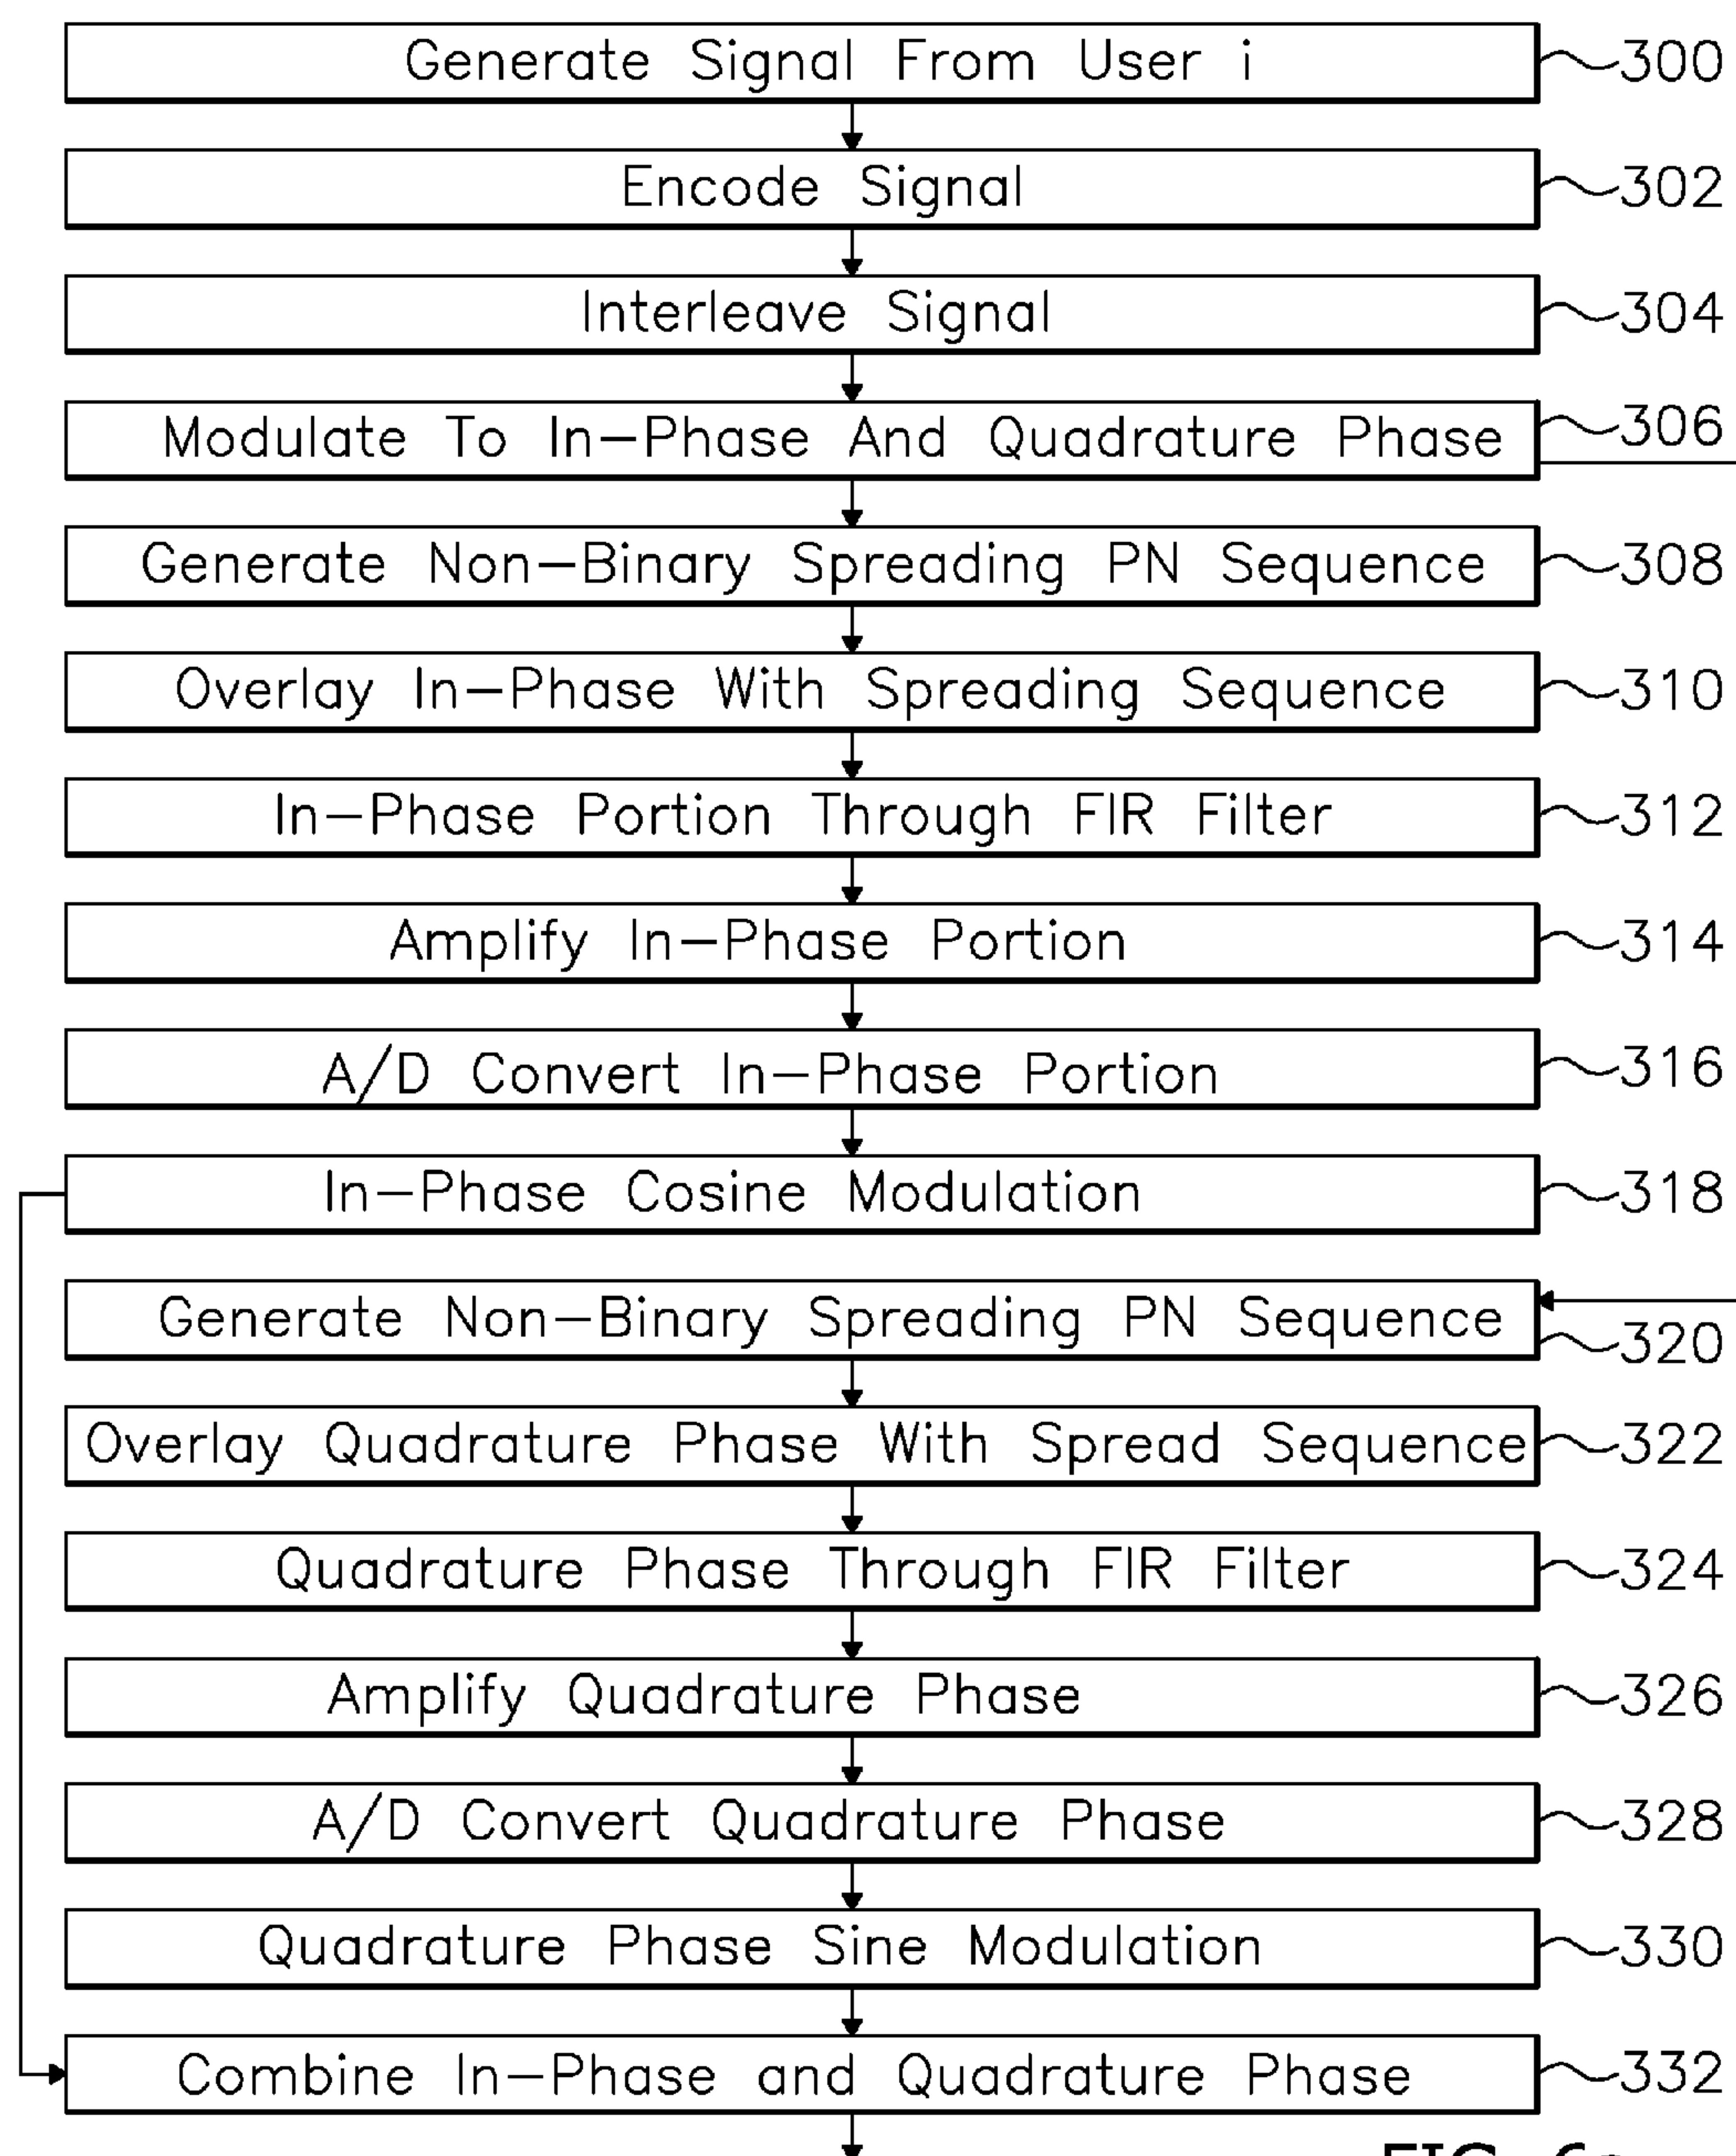 Generate Signal From User i 300
Encode Signal 302
Interleave Signal 304
Modulate To In-Phase And Quadrature Phase 306
Generate Non-Binary Spreading PN Sequence 308
Overlay In-Phase With Spreading Sequence 310
In-Phase Portion Through FIR Filter 312
Amplify In-Phase Portion 314
A/D Convert In-Phase Portion 316
In-Phase Cosine Modulation 318
Generate Non-Binary Spreading PN Sequence 320
Overlay Quadrature Phase With Spread Sequence 322
Quadrature Phase Through FIR Filter 324
Amplify Quadrature Phase 326
A/D Convert Quadrature Phase 328
Quadrature Phase Sine Modulation 330
Combine In-Phase and Quadrature Phase 332